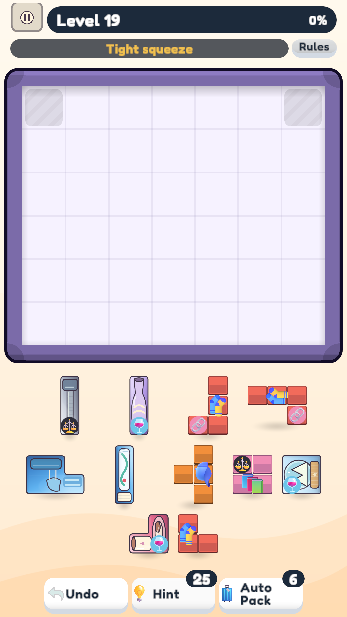 Level 19
0%
Tight squeeze
Rules
Undo
Hint
25
Auto
Pack
6